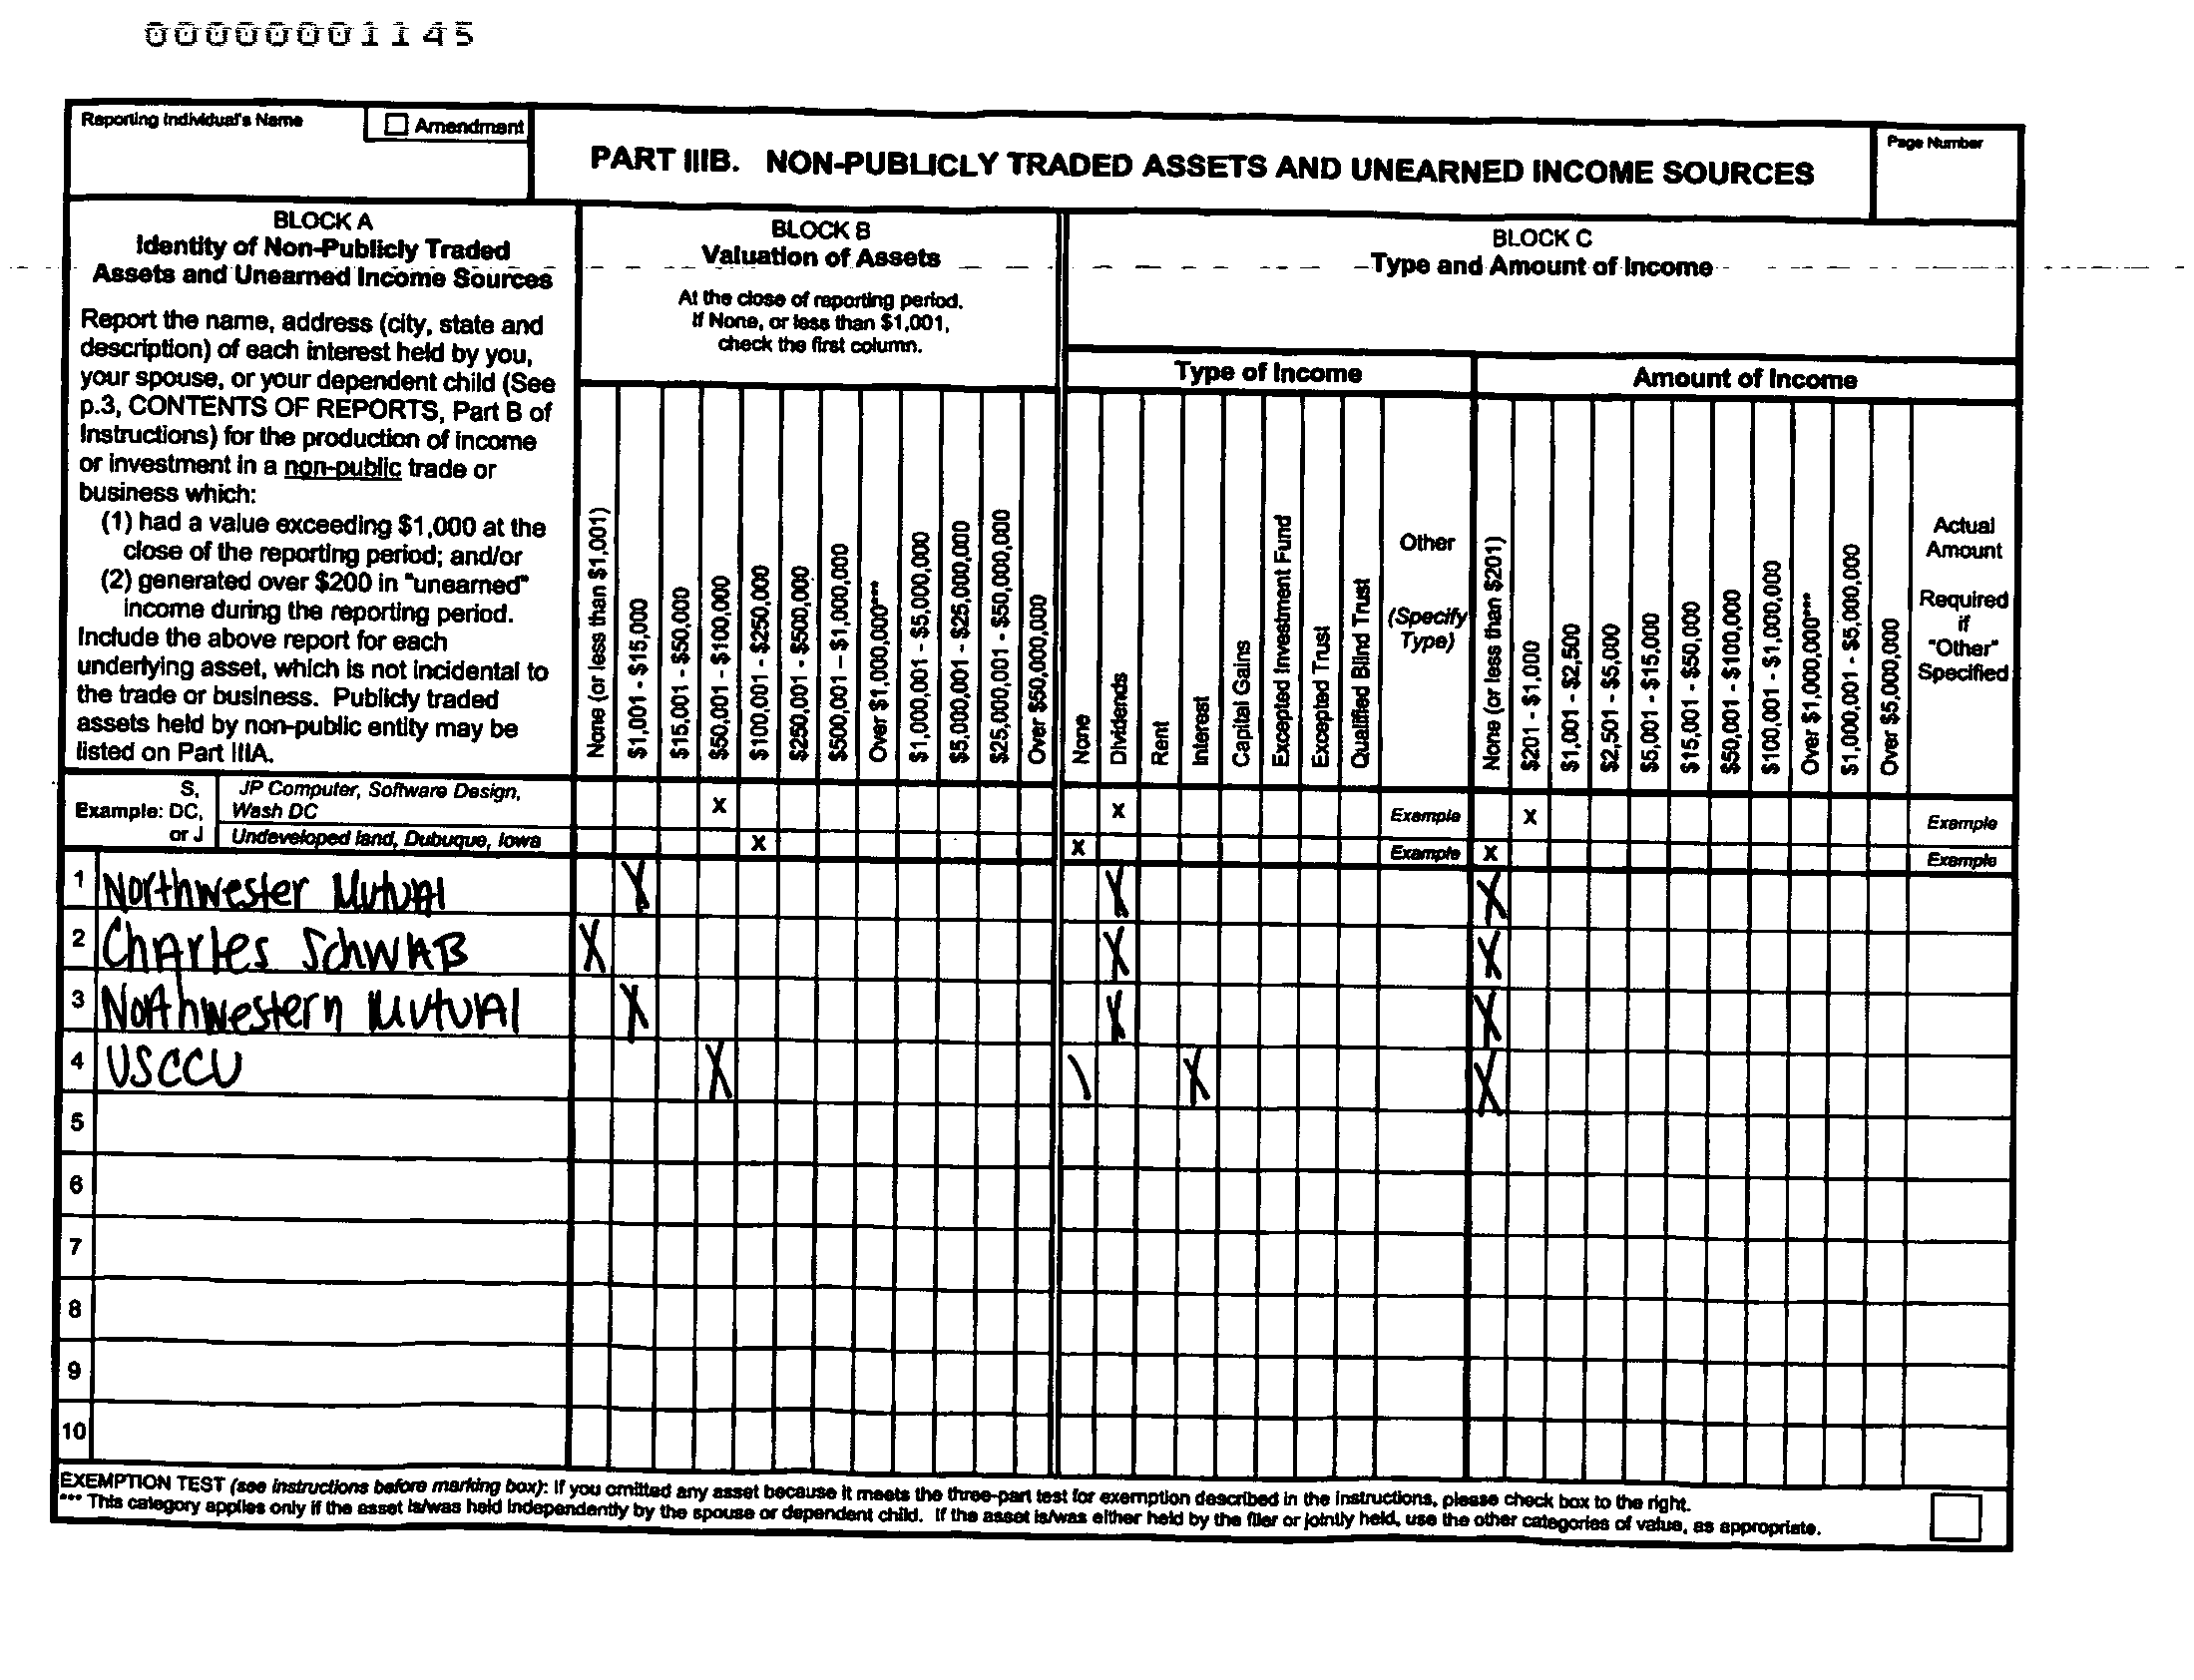 00000001145
Reporting Individual's Name
Amendment
PART IIIB. NON-PUBLICLY TRADED ASSETS AND UNEARNED INCOME SOURCES
Page Number
BLOCK A
Identity of Non-Publicly Traded
Assets and Unearned Income Sources
Report the name, address (city, state and
description) of each interest held by you,
your spouse, or your dependent child (See
p.3, CONTENTS OF REPORTS, Part B of
Instructions) for the production of income
or investment in a non-public trade or
business which:
(1) had a value exceeding $1,000 at the
close of the reporting period; and/or
(2) generated over $200 in "unearned"
income during the reporting period.
Include the above report for each
underlying asset, which is not incidental to
the trade or business. Publicly traded
assets held by non-public entity may be
listed on Part IIIA.
BLOCK B
Valuation of Assets
At the close of reporting period.
If None, or less than $1,001,
check the first column.
None (or less than $1,001)
$1,001 - $15,000
$15,001 - $50,000
$50,001 - $100,000
$100,001 - $250,000
$250,001 - $500,000
$500,001 – $1,000,000
Over $1,000,000***
$1,000,001 - $5,000,000
$5,000,001 - $25,000,000
$25,000,001 - $50,000,000
Over $50,000,000
BLOCK C
Type and Amount of Income
Type of Income
None
Dividends
Rent
Interest
Capital Gains
Excepted Investment Fund
Excepted Trust
Qualified Blind Trust
Other
(Specify
Type)
Amount of Income
None (or less than $201)
$201 - $1,000
$1,001 - $2,500
$2,501 - $5,000
$5,001 - $15,000
$15,001 - $50,000
$50,001 - $100,000
$100,001 - $1,000,000
Over $1,000,000***
$1,000,001 - $5,000,000
Over $5,000,000
Actual
Amount
Required
if
"Other"
Specified
S,
Example: DC,
or J
JP Computer, Software Design,
Wash DC
X X Example X Example
Undeveloped land, Dubuque, Iowa X X Example X Example
1 Northwester Mutual X X X
2 Charles Schwab X X X
3 Northwestern Mutual X X X
4 USCCU X \ X X
5
6
7
8
9
10
EXEMPTION TEST (see instructions before marking box): If you omitted any asset because it meets the three-part test for exemption described in the instructions, please check box to the right.
*** This category applies only if the asset is/was held independently by the spouse or dependent child. If the asset is/was either held by the filer or jointly held, use the other categories of value, as appropriate.